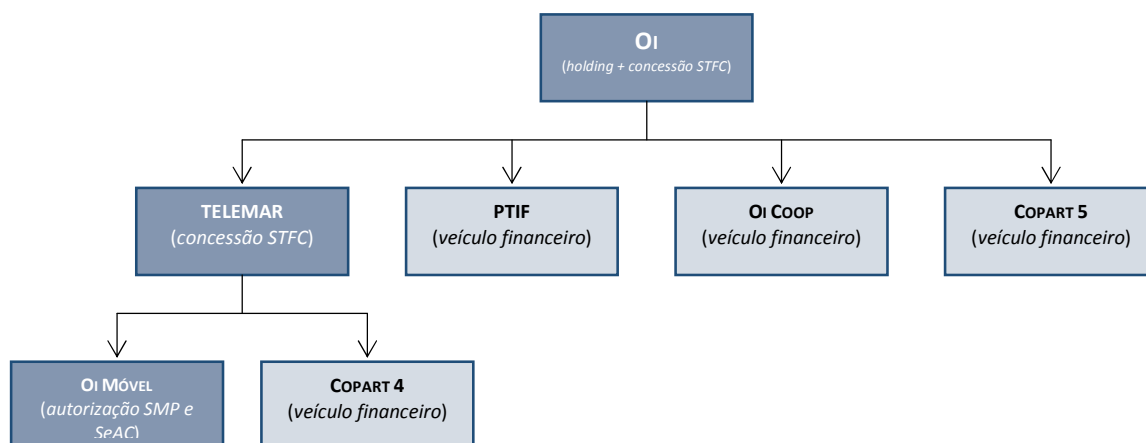 OI
(holding + concessão STFC)
TELEMAR
(concessão STFC)
PTIF
(veículo financeiro)
OI COOP
(veículo financeiro)
COPART 5
(veículo financeiro)
OI MÓVEL
(autorização SMP e
SeAC)
COPART 4
(veículo financeiro)